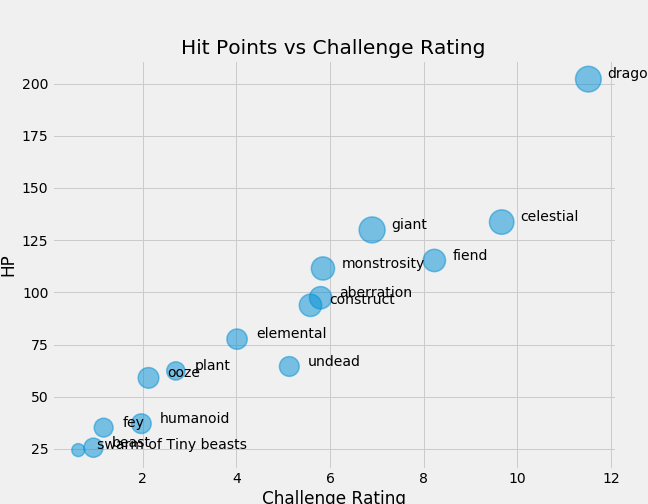 Hit Points vs Challenge Rating
200
175
150
125
100
75
50
25
HP
drago
celestial
giant
fiend
monstrosity
aberration
construct
elemental
undead
plant
ooze
humanoid
fey
beast
swarm of Tiny beasts
2
4
6
8
10
12
Challenge Rating